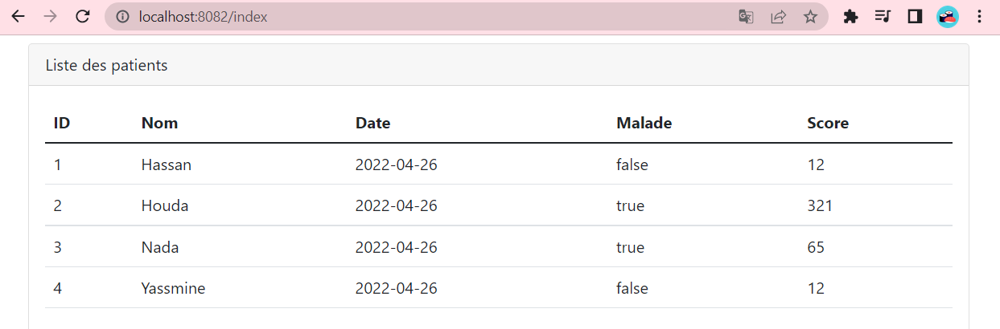 localhost:8082/index
Liste des patients
ID Nom Date Malade Score
1 Hassan 2022-04-26 false 12
2 Houda 2022-04-26 true 321
3 Nada 2022-04-26 true 65
4 Yassmine 2022-04-26 false 12